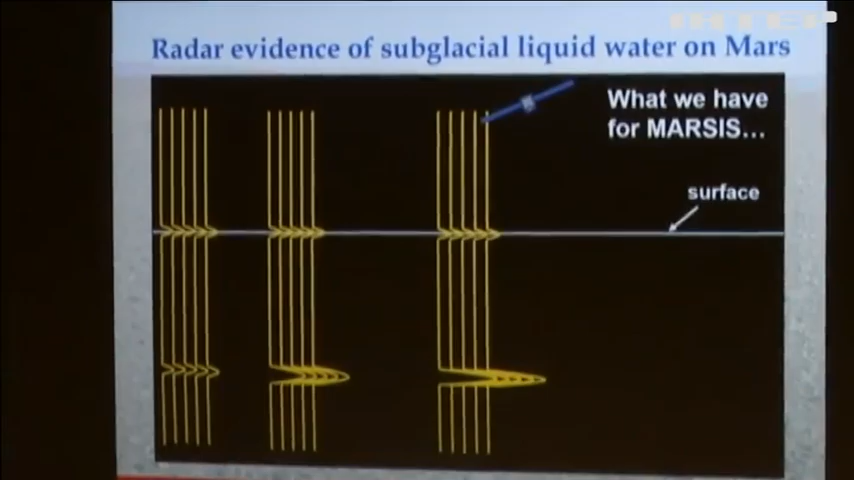 Radar evidence of subglacial liquid water on Mars
What we have
for MARSIS...
surface